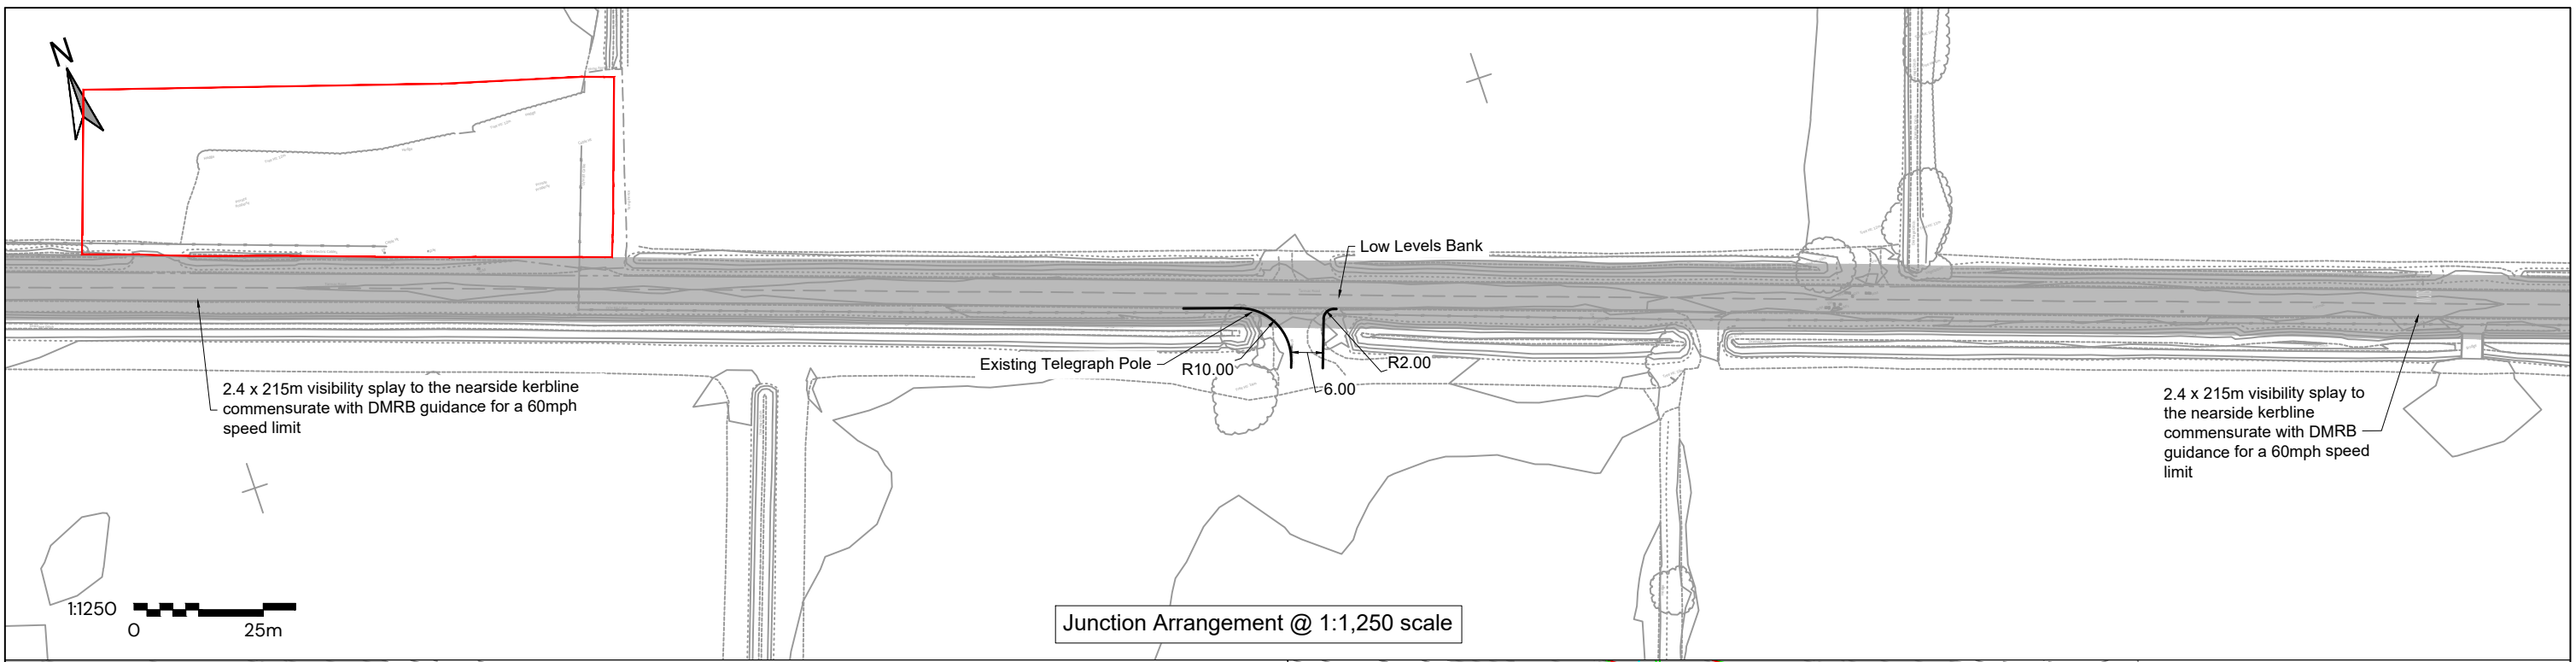 N
Low Levels Bank
Existing Telegraph Pole
R10.00
R2.00
6.00
2.4 x 215m visibility splay to the nearside kerbline
commensurate with DMRB guidance for a 60mph
speed limit
2.4 x 215m visibility splay to
the nearside kerbline
commensurate with DMRB
guidance for a 60mph speed
limit
1:1250
0 25m
Junction Arrangement @ 1:1,250 scale